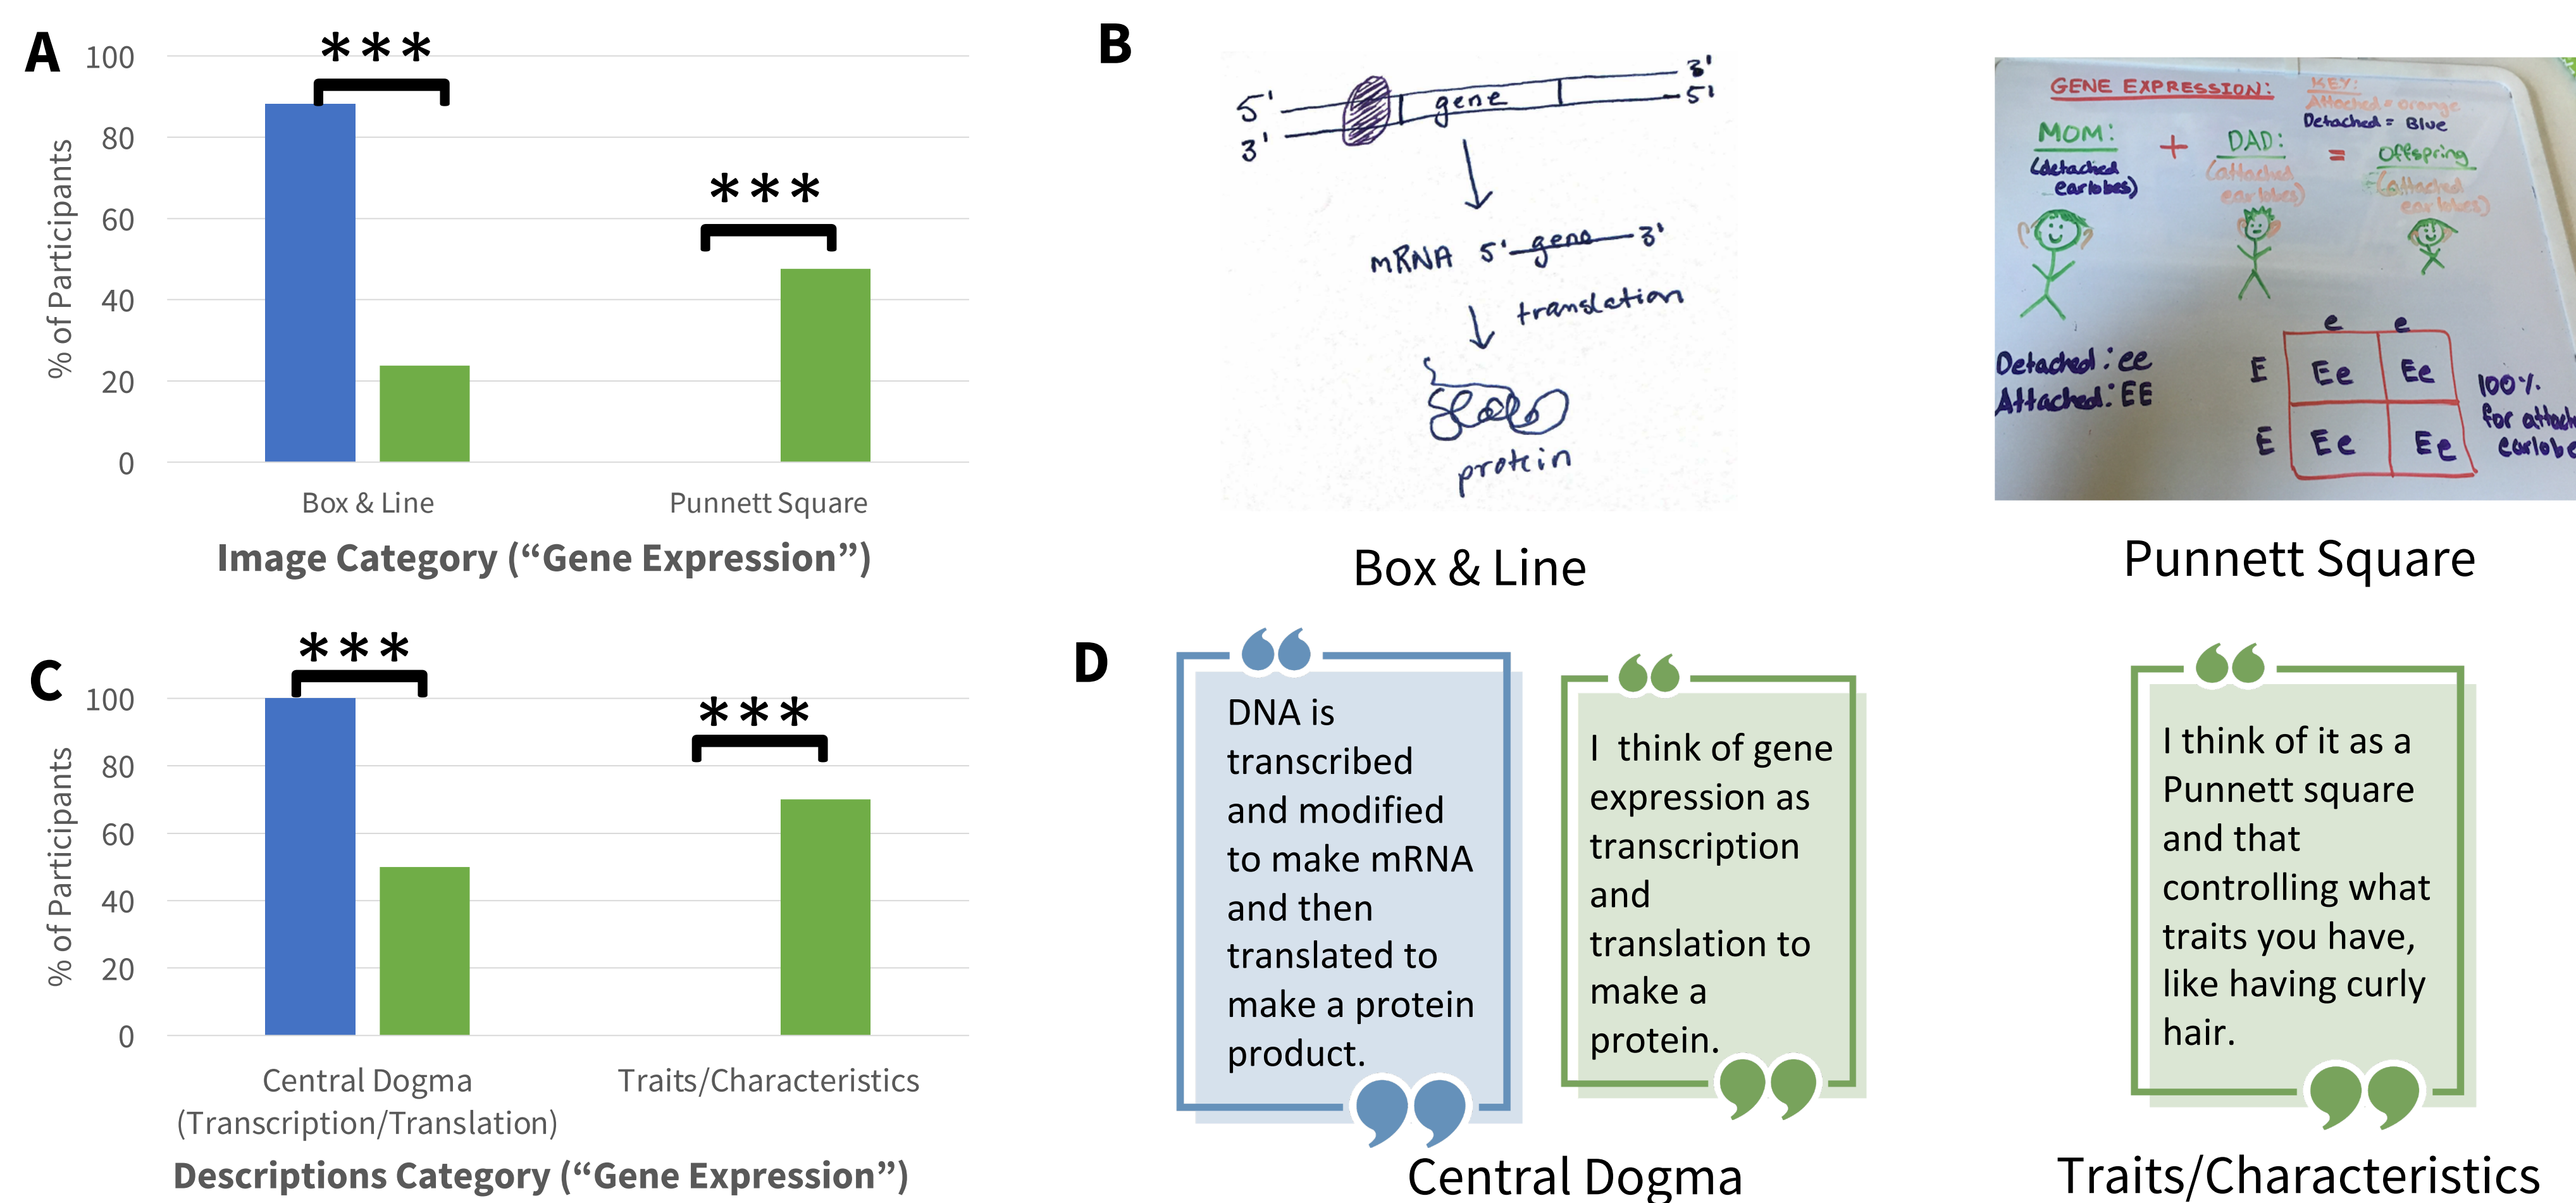 A
***
100
80
60
40
20
0
% of Participants
***
Box & Line
Punnett Square
Image Category (“Gene Expression”)
B
5'
3'
gene
3'
5'
mRNA 5' gene 3'
translation
protein
Box & Line
GENE EXPRESSION:
KEY:
Attached = orange
Detached = Blue
MOM:
(detached
earlobes)
+
DAD:
(attached
earlobes)
=
Offspring
(attached
earlobes)
Detached: ee
Attached: EE
e e
E Ee Ee
E Ee Ee
100%
for attach
earlobe
Punnett Square
C
***
100
80
60
40
20
0
% of Participants
***
Central Dogma
(Transcription/Translation)
Traits/Characteristics
Descriptions Category (“Gene Expression”)
D
“
DNA is
transcribed
and modified
to make mRNA
and then
translated to
make a protein
product.
”
“
I think of gene
expression as
transcription
and
translation to
make a
protein.
”
Central Dogma
“
I think of it as a
Punnett square
and that
controlling what
traits you have,
like having curly
hair.
”
Traits/Characteristics